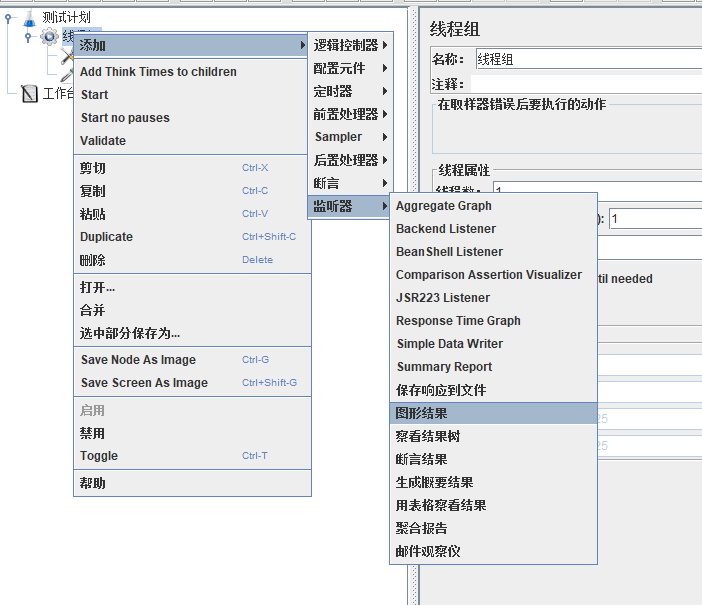 测试计划
线程组
添加
Add Think Times to children
Start
Start no pauses
Validate
剪切 Ctrl-X
复制 Ctrl-C
粘贴 Ctrl-V
Duplicate Ctrl+Shift-C
删除 Delete
打开...
合并
选中部分保存为...
Save Node As Image Ctrl-G
Save Screen As Image Ctrl+Shift-G
启用
禁用
Toggle Ctrl-T
帮助
工作台
逻辑控制器
配置元件
定时器
前置处理器
Sampler
后置处理器
断言
监听器
Aggregate Graph
Backend Listener
BeanShell Listener
Comparison Assertion Visualizer
JSR223 Listener
Response Time Graph
Simple Data Writer
Summary Report
保存响应到文件
图形结果
察看结果树
断言结果
生成概要结果
用表格察看结果
聚合报告
邮件观察仪
线程组
名称： 线程组
注释：
在取样器错误后要执行的动作
线程属性
线程数： 1
): 1
til needed
25
25